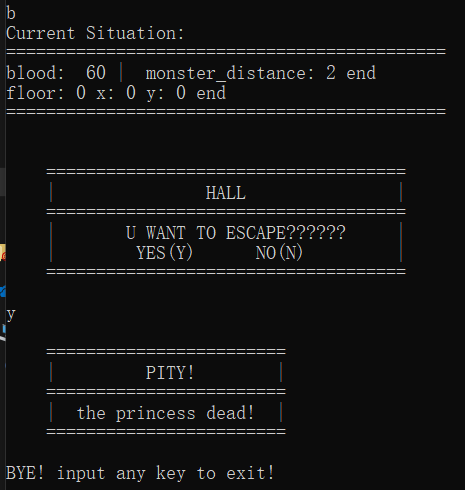 b
Current Situation:
============================================
blood:  60 |  monster_distance: 2 end
floor: 0 x: 0 y: 0 end
============================================
====================================
|               HALL               |
====================================
|       U WANT TO ESCAPE??????     |
|        YES(Y)      NO(N)         |
====================================
y
========================
|         PITY!        |
========================
|  the princess dead!  |
========================
BYE! input any key to exit!